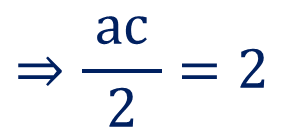 ⇒ ac/2 = 2